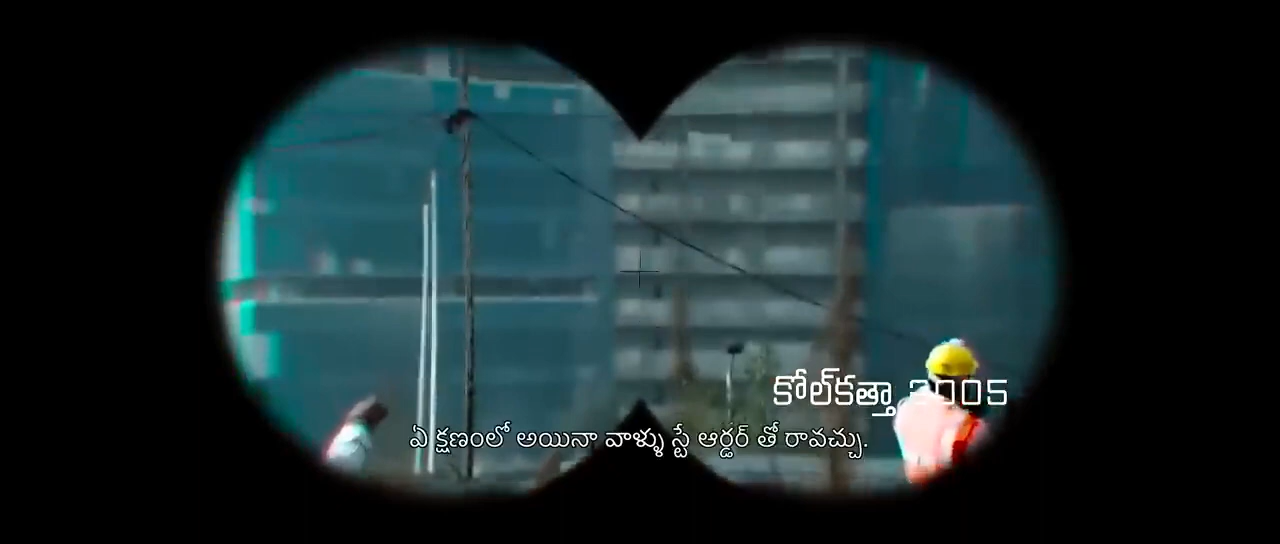 కోల్‌కత్తా 2005
ఏ క్షణంలో అయినా వాళ్ళు స్టే ఆర్డర్ తో రావచ్చు.